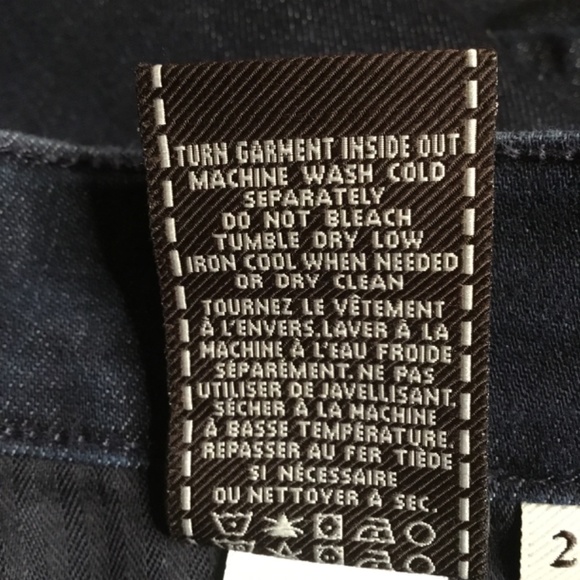 TURN GARMENT INSIDE OUT
MACHINE WASH COLD
SEPARATELY
DO NOT BLEACH
TUMBLE DRY LOW
IRON COOL WHEN NEEDED
OR DRY CLEAN
TOURNEZ LE VÊTEMENT
À L'ENVERS.LAVER À LA
MACHINE À L'EAU FROIDE
SÉPARÉMENT. NE PAS
UTILISER DE JAVELLISANT.
SÉCHER À LA MACHINE
À BASSE TEMPÉRATURE.
REPASSER AU FER TIÈDE
SI NÉCESSAIRE
OU NETTOYER À SEC.
2